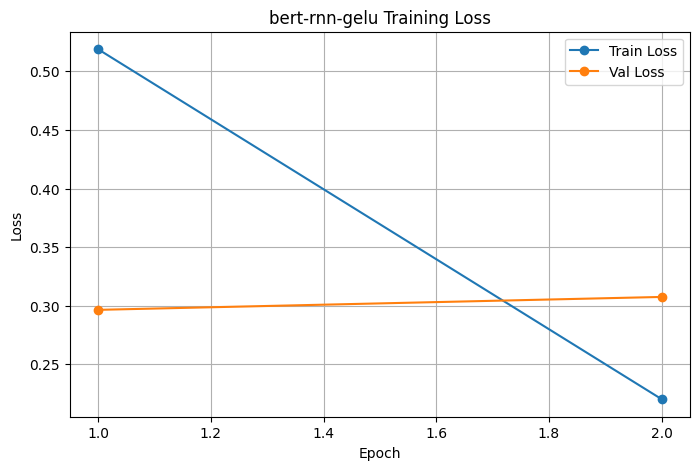 bert-rnn-gelu Training Loss
Train Loss
Val Loss
Loss
0.50
0.45
0.40
0.35
0.30
0.25
1.0 1.2 1.4 1.6 1.8 2.0
Epoch